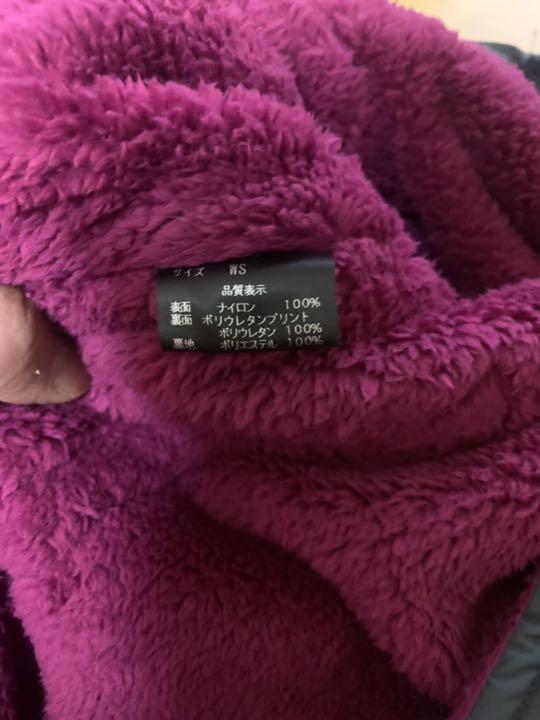 サイズ WS
品質表示
表面 ナイロン 100%
裏面 ポリウレタンプリント
ポリウレタン 100%
裏地 ポリエステル 100%